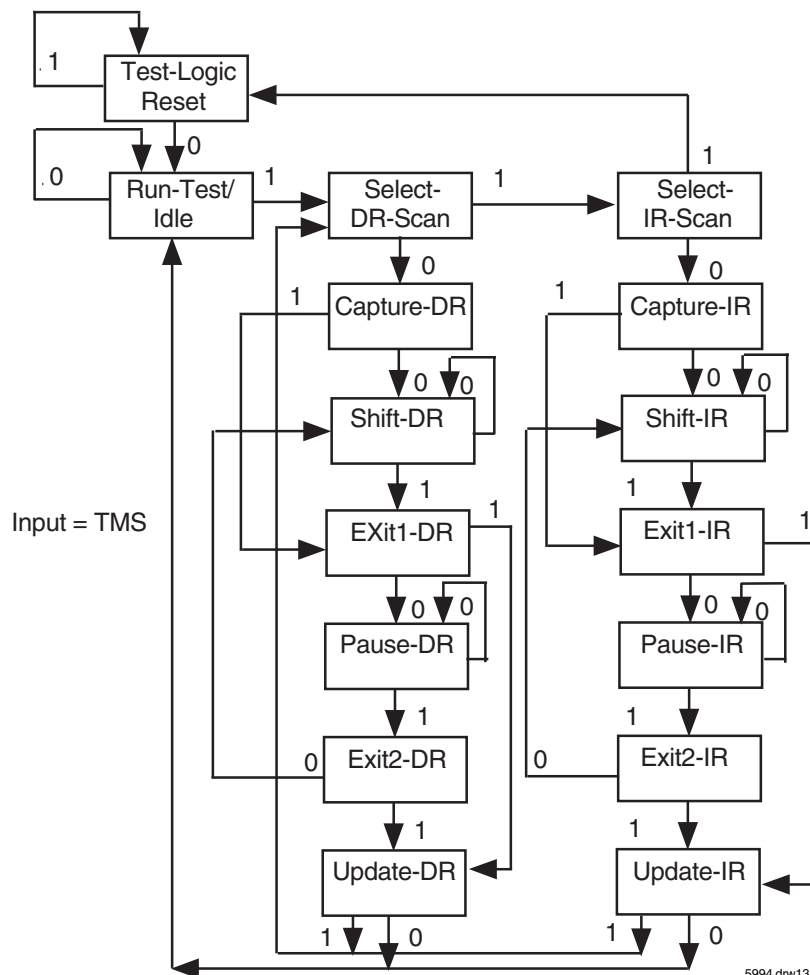 .1
Test-Logic
Reset
0
1
.0
Run-Test/
Idle
1
Select-
DR-Scan
1
Select-
IR-Scan
0
0
1
Capture-DR
1
Capture-IR
0
0
0
0
Shift-DR
Shift-IR
1
1
Input = TMS
EXit1-DR
1
Exit1-IR
1
0
0
0
0
Pause-DR
Pause-IR
1
1
0
Exit2-DR
0
Exit2-IR
1
1
Update-DR
Update-IR
1
0
1
0
5994 drw13